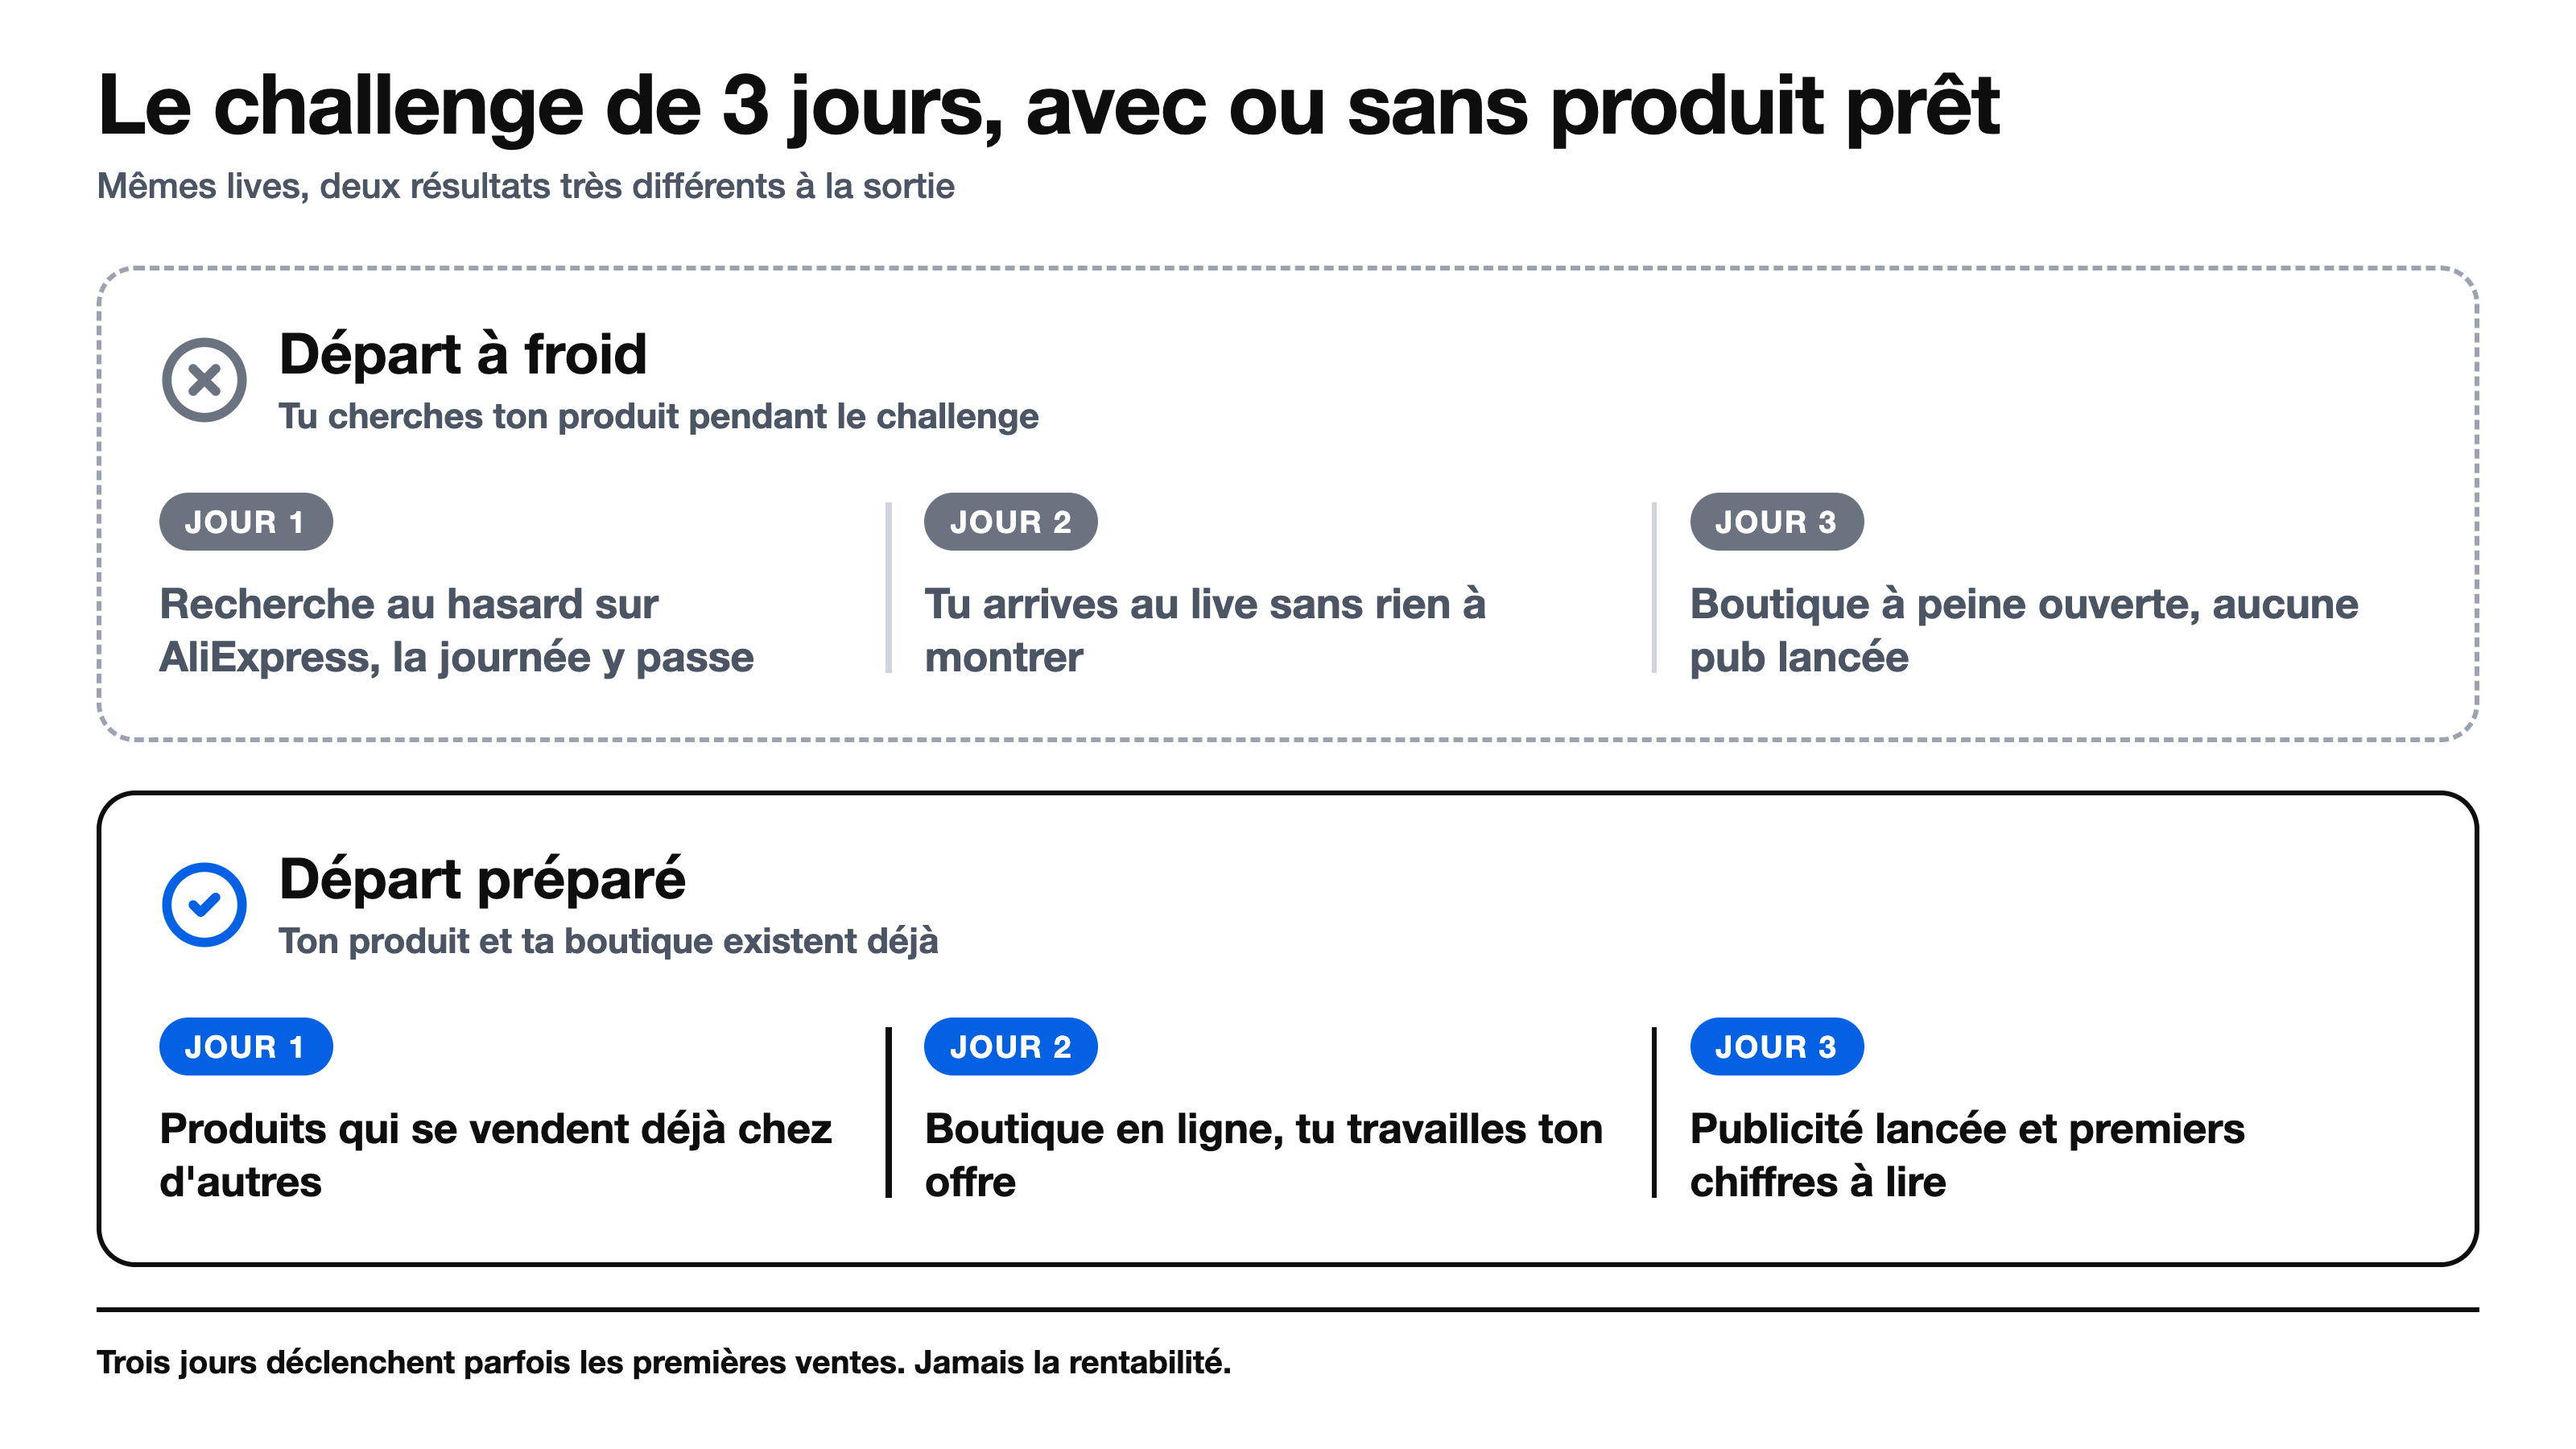 Le challenge de 3 jours, avec ou sans produit prêt
Mêmes lives, deux résultats très différents à la sortie
Départ à froid
Tu cherches ton produit pendant le challenge
JOUR 1
Recherche au hasard sur
AliExpress, la journée y passe
JOUR 2
Tu arrives au live sans rien à
montrer
JOUR 3
Boutique à peine ouverte, aucune
pub lancée
Départ préparé
Ton produit et ta boutique existent déjà
JOUR 1
Produits qui se vendent déjà chez
d'autres
JOUR 2
Boutique en ligne, tu travailles ton
offre
JOUR 3
Publicité lancée et premiers
chiffres à lire
Trois jours déclenchent parfois les premières ventes. Jamais la rentabilité.